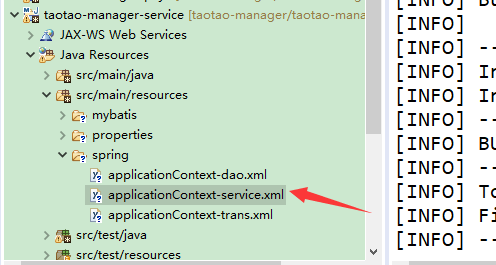 taotao-manager-service [taotao-manager/taotao-mana
JAX-WS Web Services
Java Resources
src/main/java
src/main/resources
mybatis
properties
spring
applicationContext-dao.xml
applicationContext-service.xml
applicationContext-trans.xml
src/test/java
src/test/resources
[INFO]
[INFO] --
[INFO] In
[INFO] In
[INFO] --
[INFO] BU
[INFO] --
[INFO] To
[INFO] Fi
[INFO] --